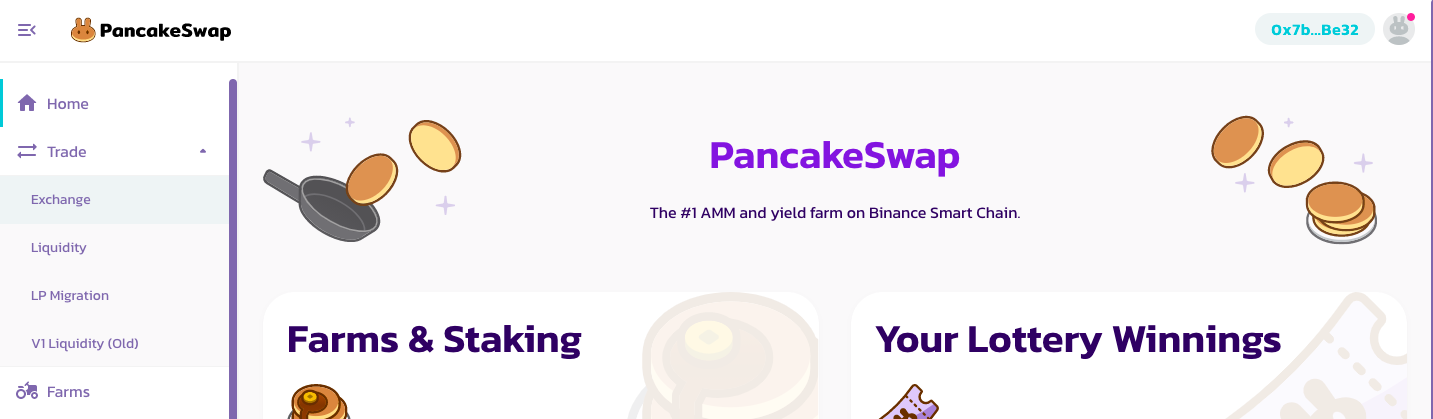 PancakeSwap
0x7b...Be32
Home
Trade
Exchange
Liquidity
LP Migration
V1 Liquidity (Old)
Farms
PancakeSwap
The #1 AMM and yield farm on Binance Smart Chain.
Farms & Staking
Your Lottery Winnings